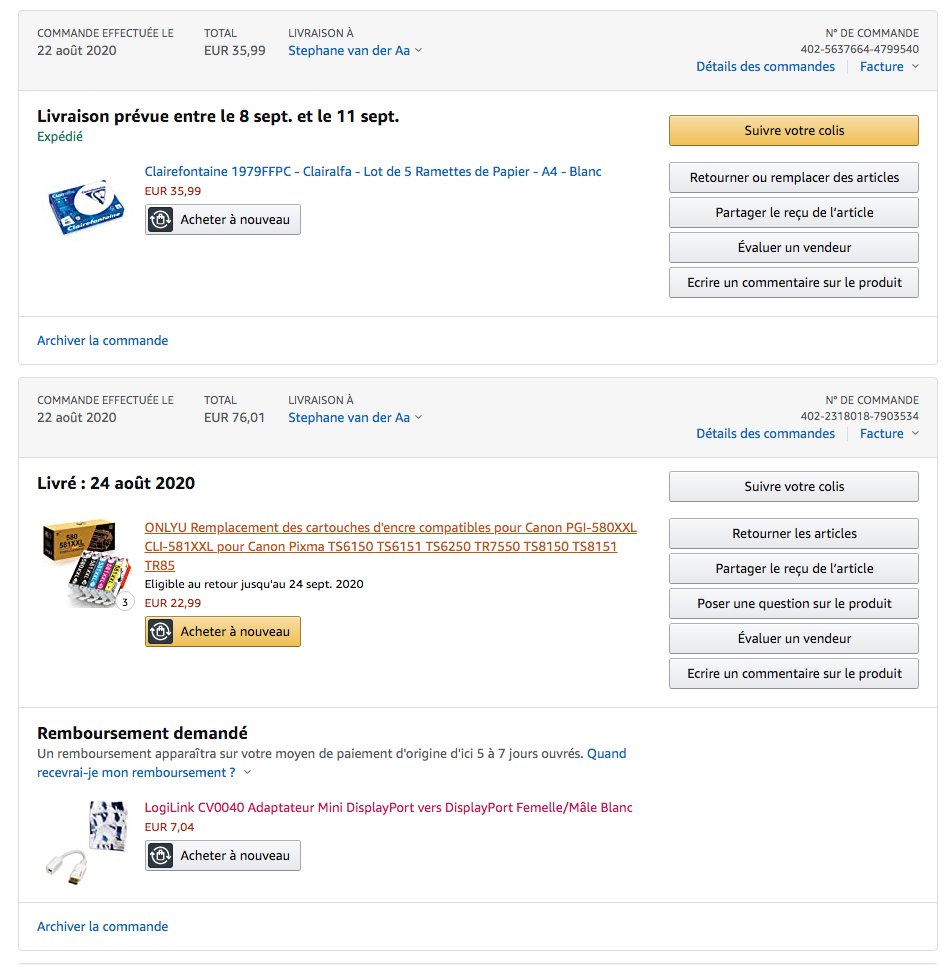 COMMANDE EFFECTUÉE LE TOTAL LIVRAISON À N° DE COMMANDE
22 août 2020 EUR 35,99 Stephane van der Aa 402-5637664-4799540
Détails des commandes Facture
Livraison prévue entre le 8 sept. et le 11 sept.
Expédié
Suivre votre colis
Clairefontaine 1979FFPC - Clairalfa - Lot de 5 Ramettes de Papier - A4 - Blanc
EUR 35,99
Acheter à nouveau
Clairefontaine
Retourner ou remplacer des articles
Partager le reçu de l'article
Évaluer un vendeur
Ecrire un commentaire sur le produit
Archiver la commande
COMMANDE EFFECTUÉE LE TOTAL LIVRAISON À N° DE COMMANDE
22 août 2020 EUR 76,01 Stephane van der Aa 402-2318018-7903534
Détails des commandes Facture
Livré : 24 août 2020
Suivre votre colis
ONLYU Remplacement des cartouches d'encre compatibles pour Canon PGI-580XXL
CLI-581XXL pour Canon Pixma TS6150 TS6151 TS6250 TR7550 TS8150 TS8151
TR85
Eligible au retour jusqu'au 24 sept. 2020
EUR 22,99
Acheter à nouveau
580
581XXL
3
Retourner les articles
Partager le reçu de l'article
Poser une question sur le produit
Évaluer un vendeur
Ecrire un commentaire sur le produit
Remboursement demandé
Un remboursement apparaîtra sur votre moyen de paiement d'origine d'ici 5 à 7 jours ouvrés. Quand
recevrai-je mon remboursement ?
LogiLink CV0040 Adaptateur Mini DisplayPort vers DisplayPort Femelle/Mâle Blanc
EUR 7,04
Acheter à nouveau
Archiver la commande